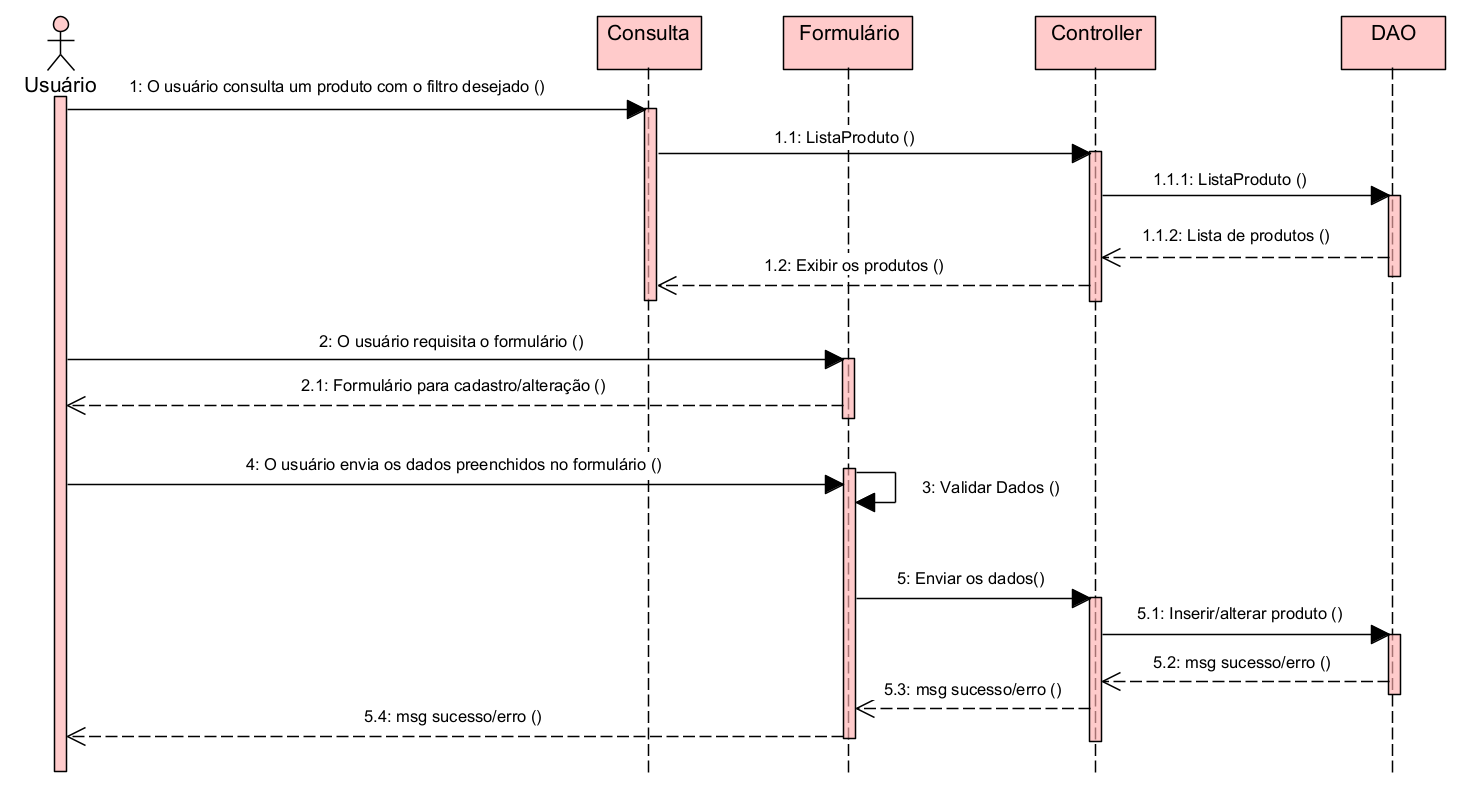 Usuário
Consulta
Formulário
Controller
DAO
1: O usuário consulta um produto com o filtro desejado ()
1.1: ListaProduto ()
1.1.1: ListaProduto ()
1.1.2: Lista de produtos ()
1.2: Exibir os produtos ()
2: O usuário requisita o formulário ()
2.1: Formulário para cadastro/alteração ()
4: O usuário envia os dados preenchidos no formulário ()
3: Validar Dados ()
5: Enviar os dados()
5.1: Inserir/alterar produto ()
5.2: msg sucesso/erro ()
5.3: msg sucesso/erro ()
5.4: msg sucesso/erro ()